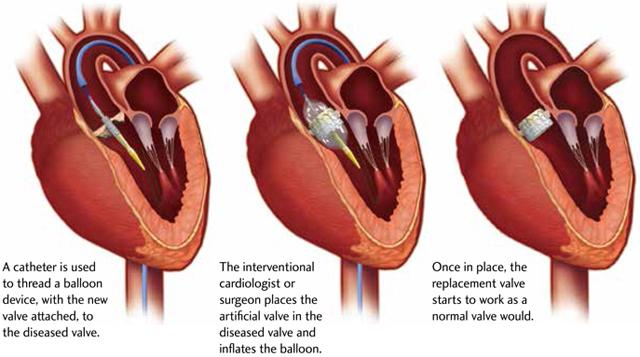 A catheter is used
to thread a balloon
device, with the new
valve attached, to
the diseased valve.
The interventional
cardiologist or
surgeon places the
artificial valve in the
diseased valve and
inflates the balloon.
Once in place, the
replacement valve
starts to work as a
normal valve would.